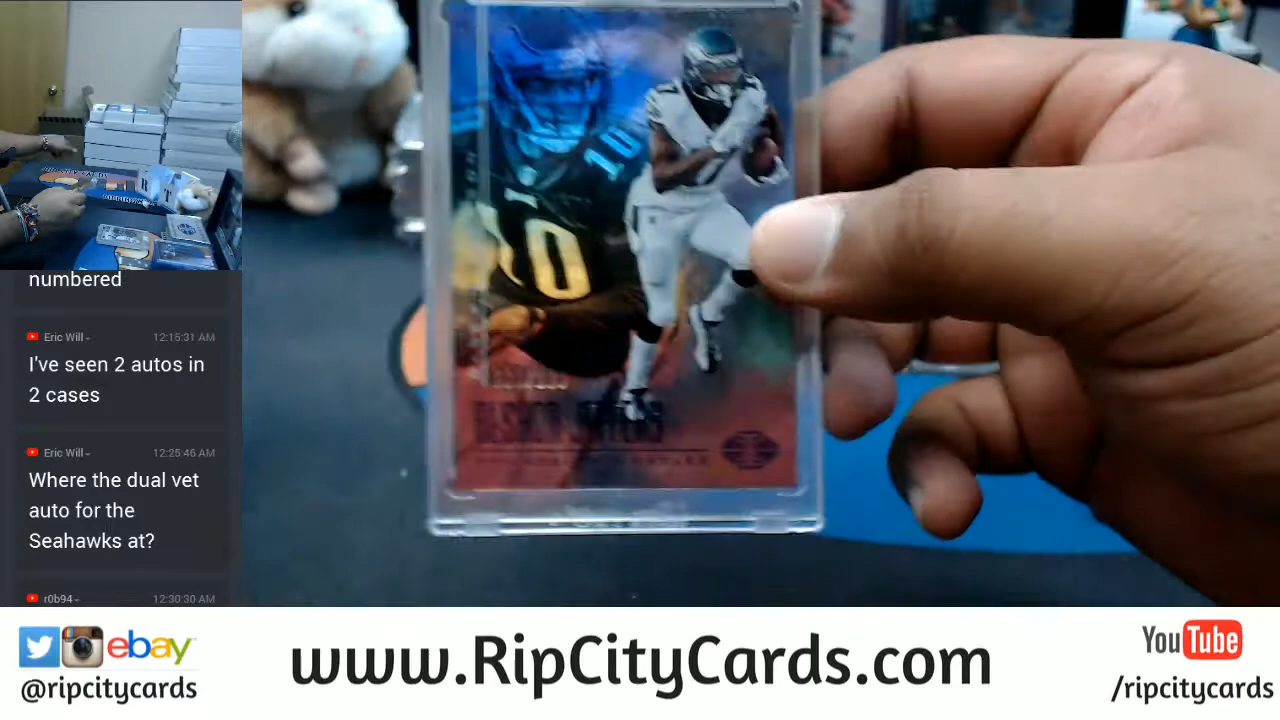 numbered
Eric Will
12:15:31 AM
I've seen 2 autos in
2 cases
Eric Will
12:25:46 AM
Where the dual vet
auto for the
Seahawks at?
r0b94
12:30:30 AM
10
10
ebay
@ripcitycards
www.RipCityCards.com
YouTube
/ripcitycards